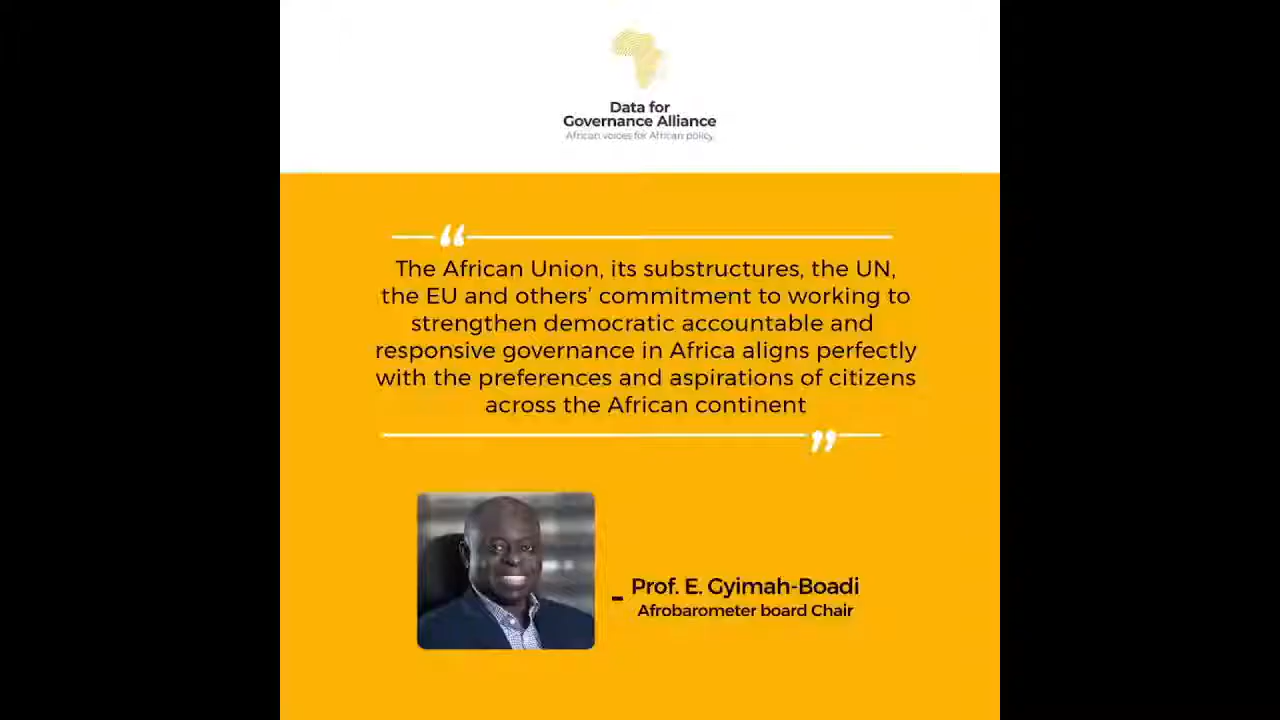 Data for
Governance Alliance
African voices for African policy
“
The African Union, its substructures, the UN,
the EU and others’ commitment to working to
strengthen democratic accountable and
responsive governance in Africa aligns perfectly
with the preferences and aspirations of citizens
across the African continent
”
- Prof. E. Gyimah-Boadi
Afrobarometer board Chair